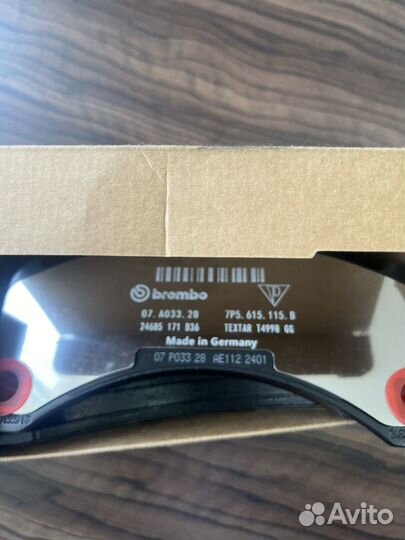 brembo
07.A033.28 7P5.615.115.B
24685 171 836 TEXTAR T4998 GG
Made in Germany
07 P033 28 AE112 2401
Avito